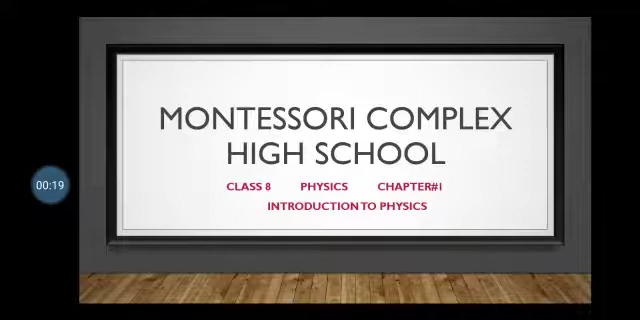 MONTESSORI COMPLEX
HIGH SCHOOL
00:19
CLASS 8 PHYSICS CHAPTER#1
INTRODUCTION TO PHYSICS